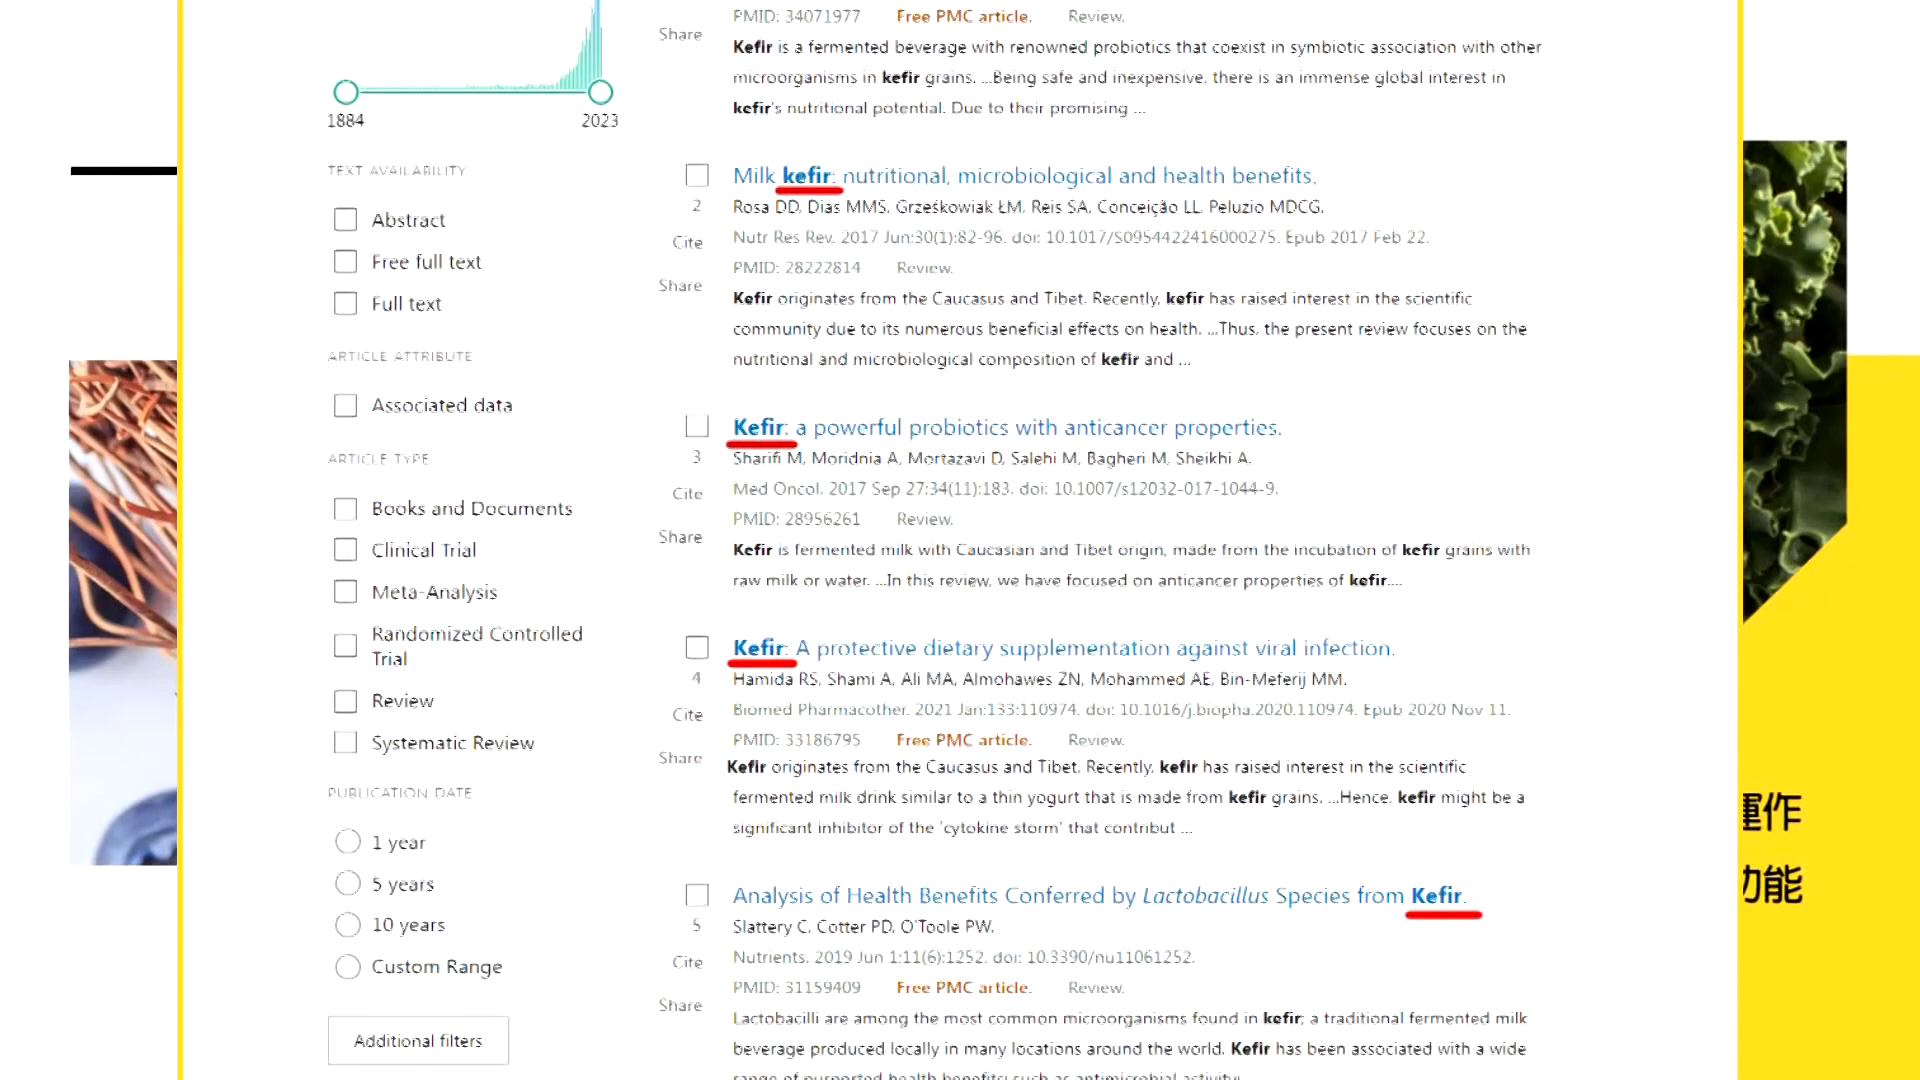 1884
2023
TEXT AVAILABILITY
Abstract
Free full text
Full text
ARTICLE ATTRIBUTE
Associated data
ARTICLE TYPE
Books and Documents
Clinical Trial
Meta-Analysis
Randomized Controlled
Trial
Review
Systematic Review
PUBLICATION DATE
1 year
5 years
10 years
Custom Range
Additional filters
PMID: 34071977 Free PMC article. Review.
Share
Kefir is a fermented beverage with renowned probiotics that coexist in symbiotic association with other
microorganisms in kefir grains. ...Being safe and inexpensive, there is an immense global interest in
kefir's nutritional potential. Due to their promising ...
Milk kefir: nutritional, microbiological and health benefits.
2
Rosa DD, Dias MMS, Grześkowiak ŁM, Reis SA, Conceição LL, Peluzio MDCG.
Cite
Nutr Res Rev. 2017 Jun;30(1):82-96. doi: 10.1017/S0954422416000275. Epub 2017 Feb 22.
PMID: 28222814 Review.
Share
Kefir originates from the Caucasus and Tibet. Recently, kefir has raised interest in the scientific
community due to its numerous beneficial effects on health. ...Thus, the present review focuses on the
nutritional and microbiological composition of kefir and ...
Kefir: a powerful probiotics with anticancer properties.
3
Sharifi M, Moridnia A, Mortazavi D, Salehi M, Bagheri M, Sheikhi A.
Cite
Med Oncol. 2017 Sep 27;34(11):183. doi: 10.1007/s12032-017-1044-9.
PMID: 28956261 Review.
Share
Kefir is fermented milk with Caucasian and Tibet origin, made from the incubation of kefir grains with
raw milk or water. ...In this review, we have focused on anticancer properties of kefir....
Kefir: A protective dietary supplementation against viral infection.
4
Hamida RS, Shami A, Ali MA, Almohawes ZN, Mohammed AE, Bin-Meferij MM.
Cite
Biomed Pharmacother. 2021 Jan;133:110974. doi: 10.1016/j.biopha.2020.110974. Epub 2020 Nov 11.
PMID: 33186795 Free PMC article. Review.
Share
Kefir originates from the Caucasus and Tibet. Recently, kefir has raised interest in the scientific
fermented milk drink similar to a thin yogurt that is made from kefir grains. ...Hence, kefir might be a
significant inhibitor of the 'cytokine storm' that contribut ...
Analysis of Health Benefits Conferred by Lactobacillus Species from Kefir.
5
Slattery C, Cotter PD, O'Toole PW.
Cite
Nutrients. 2019 Jun 1;11(6):1252. doi: 10.3390/nu11061252.
PMID: 31159409 Free PMC article. Review.
Share
Lactobacilli are among the most common microorganisms found in kefir; a traditional fermented milk
beverage produced locally in many locations around the world. Kefir has been associated with a wide
range of purported health benefits; such as antimicrobial activity;
運作
功能